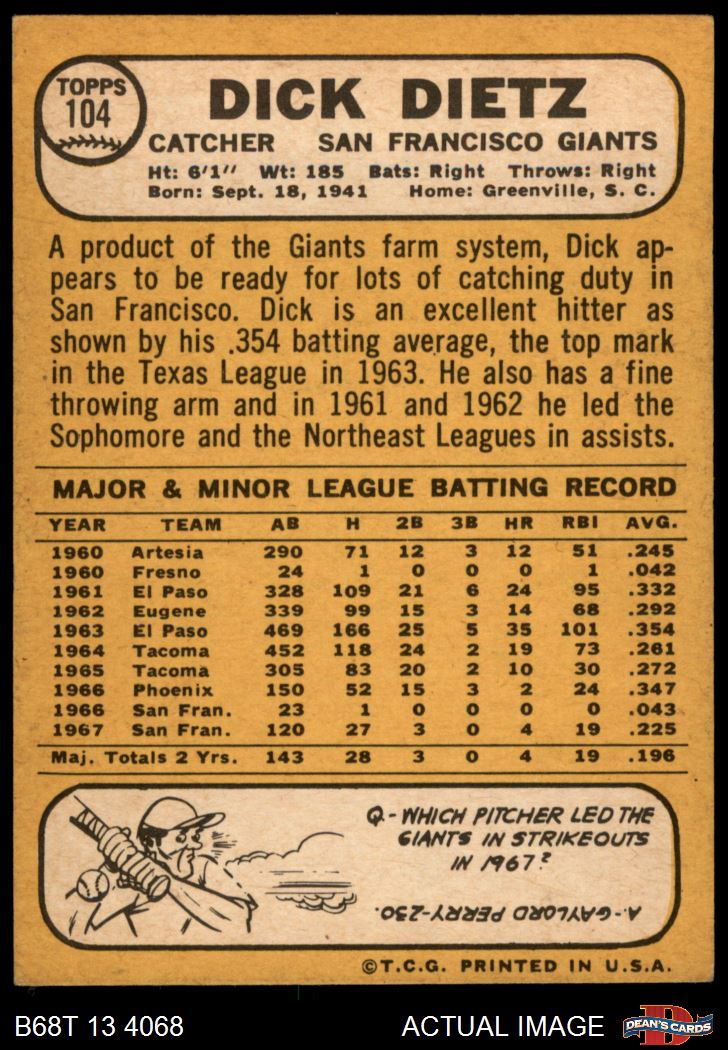 TOPPS
104
DICK DIETZ
CATCHER SAN FRANCISCO GIANTS
Ht: 6'1" Wt: 185 Bats: Right Throws: Right
Born: Sept. 18, 1941 Home: Greenville, S. C.
A product of the Giants farm system, Dick ap-
pears to be ready for lots of catching duty in
San Francisco. Dick is an excellent hitter as
shown by his .354 batting average, the top mark
in the Texas League in 1963. He also has a fine
throwing arm and in 1961 and 1962 he led the
Sophomore and the Northeast Leagues in assists.
MAJOR & MINOR LEAGUE BATTING RECORD
YEAR TEAM AB H 2B 3B HR RBI AVG.
1960 Artesia 290 71 12 3 12 51 .245
1960 Fresno 24 1 0 0 0 1 .042
1961 El Paso 328 109 21 6 24 95 .332
1962 Eugene 339 99 15 3 14 68 .292
1963 El Paso 469 166 25 5 35 101 .354
1964 Tacoma 452 118 24 2 19 73 .261
1965 Tacoma 305 83 20 2 10 30 .272
1966 Phoenix 150 52 15 3 2 24 .347
1966 San Fran. 23 1 0 0 0 0 .043
1967 San Fran. 120 27 3 0 4 19 .225
Maj. Totals 2 Yrs. 143 28 3 0 4 19 .196
Q.- WHICH PITCHER LED THE
GIANTS IN STRIKEOUTS
IN 1967?
A.- GAYLORD PERRY-230.
©T.C.G. PRINTED IN U.S.A.
B68T 13 4068 ACTUAL IMAGE
D
DEAN'S CARDS